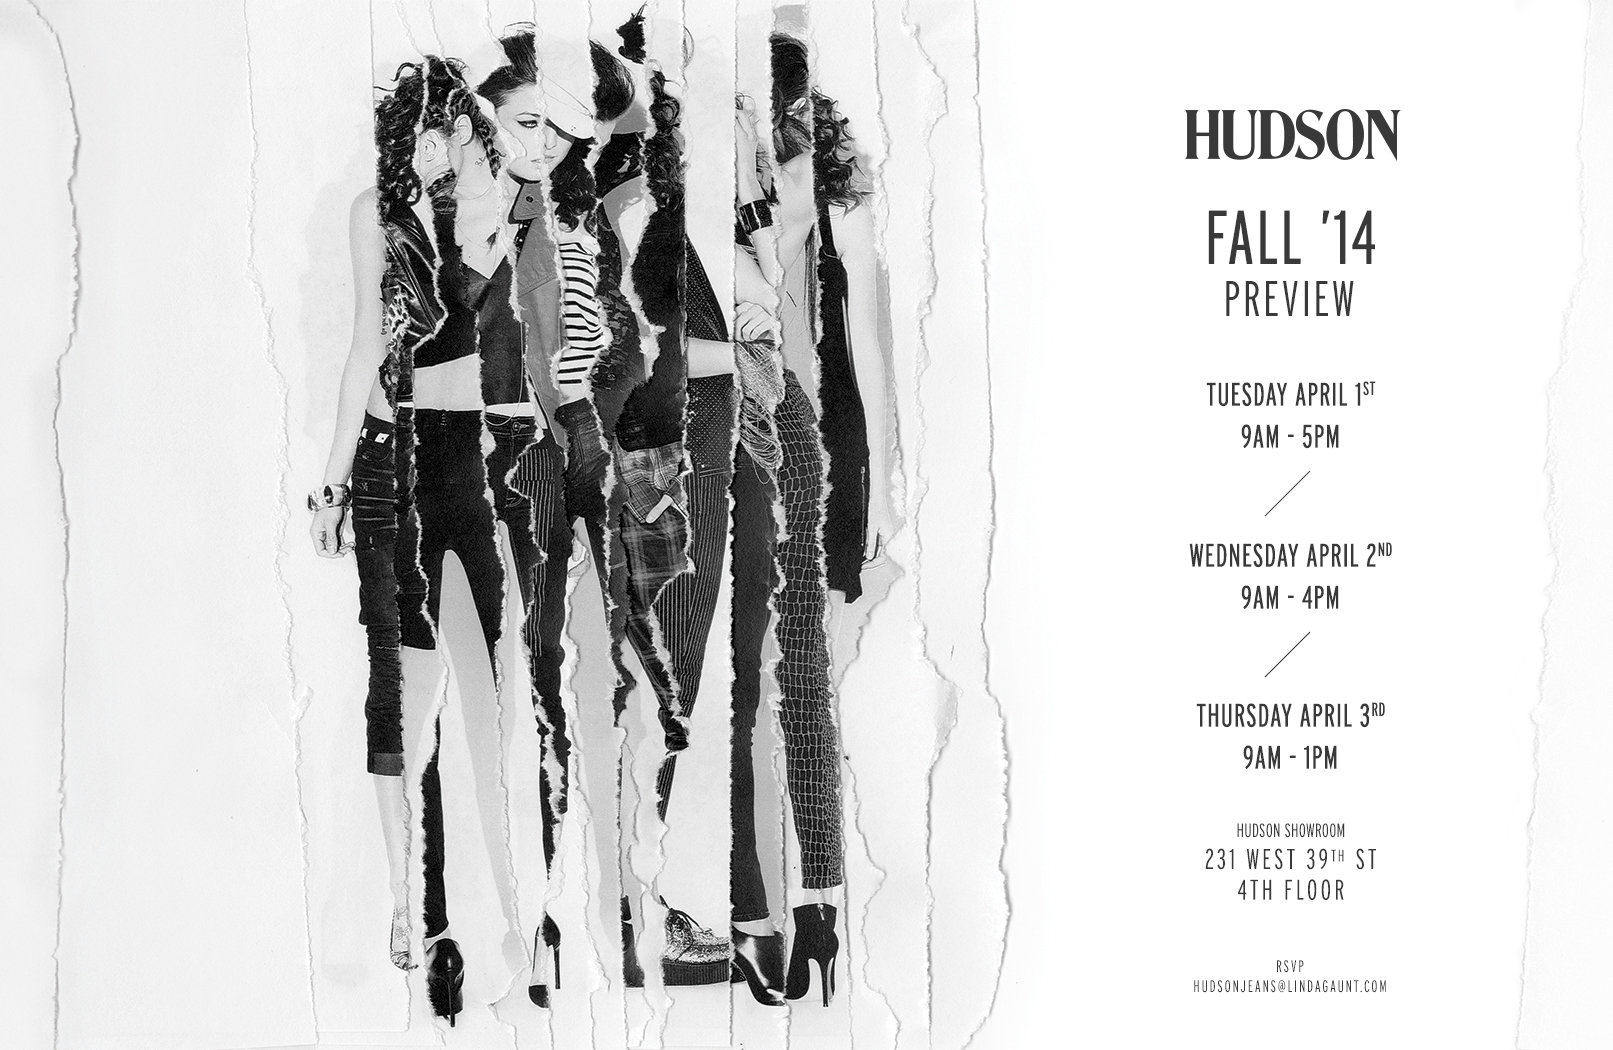 HUDSON
FALL '14
PREVIEW
TUESDAY APRIL 1ST
9AM - 5PM
WEDNESDAY APRIL 2ND
9AM - 4PM
THURSDAY APRIL 3RD
9AM - 1PM
HUDSON SHOWROOM
231 WEST 39TH ST
4TH FLOOR
RSVP
HUDSONJEANS@LINDAGAUNT.COM